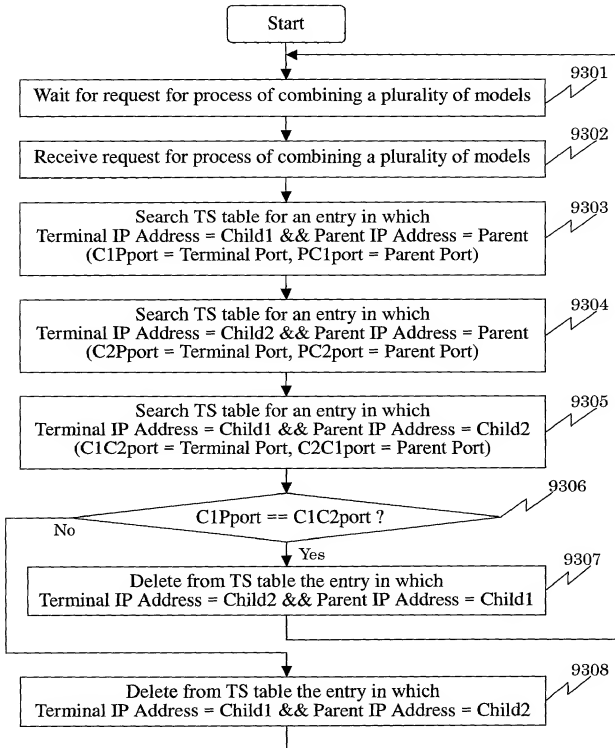 Start
9301
Wait for request for process of combining a plurality of models
9302
Receive request for process of combining a plurality of models
9303
Search TS table for an entry in which
Terminal IP Address = Child1 && Parent IP Address = Parent
(C1Pport = Terminal Port, PC1port = Parent Port)
9304
Search TS table for an entry in which
Terminal IP Address = Child2 && Parent IP Address = Parent
(C2Pport = Terminal Port, PC2port = Parent Port)
9305
Search TS table for an entry in which
Terminal IP Address = Child1 && Parent IP Address = Child2
(C1C2port = Terminal Port, C2C1port = Parent Port)
9306
C1Pport == C1C2port ?
No
Yes
9307
Delete from TS table the entry in which
Terminal IP Address = Child2 && Parent IP Address = Child1
9308
Delete from TS table the entry in which
Terminal IP Address = Child1 && Parent IP Address = Child2